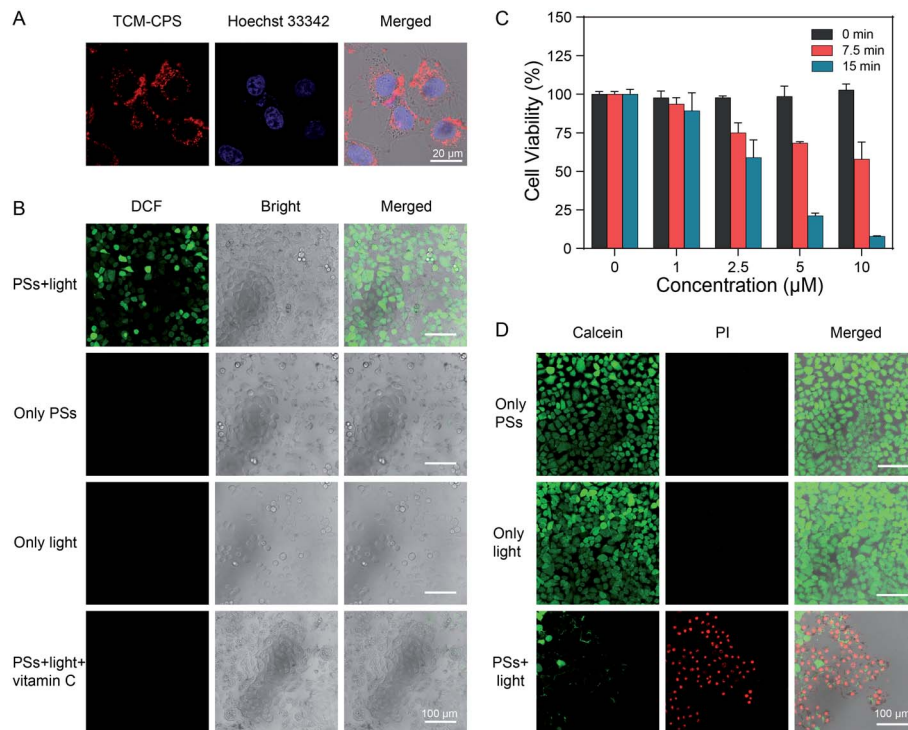 A
TCM-CPS
Hoechst 33342
Merged
20 µm
B
DCF
Bright
Merged
PSs+light
Only PSs
Only light
PSs+light+
vitamin C
100 µm
C
Cell Viability (%)
150
125
100
75
50
25
0
0 min
7.5 min
15 min
0
1
2.5
5
10
Concentration (µM)
D
Calcein
PI
Merged
Only
PSs
Only
light
PSs+
light
100 µm